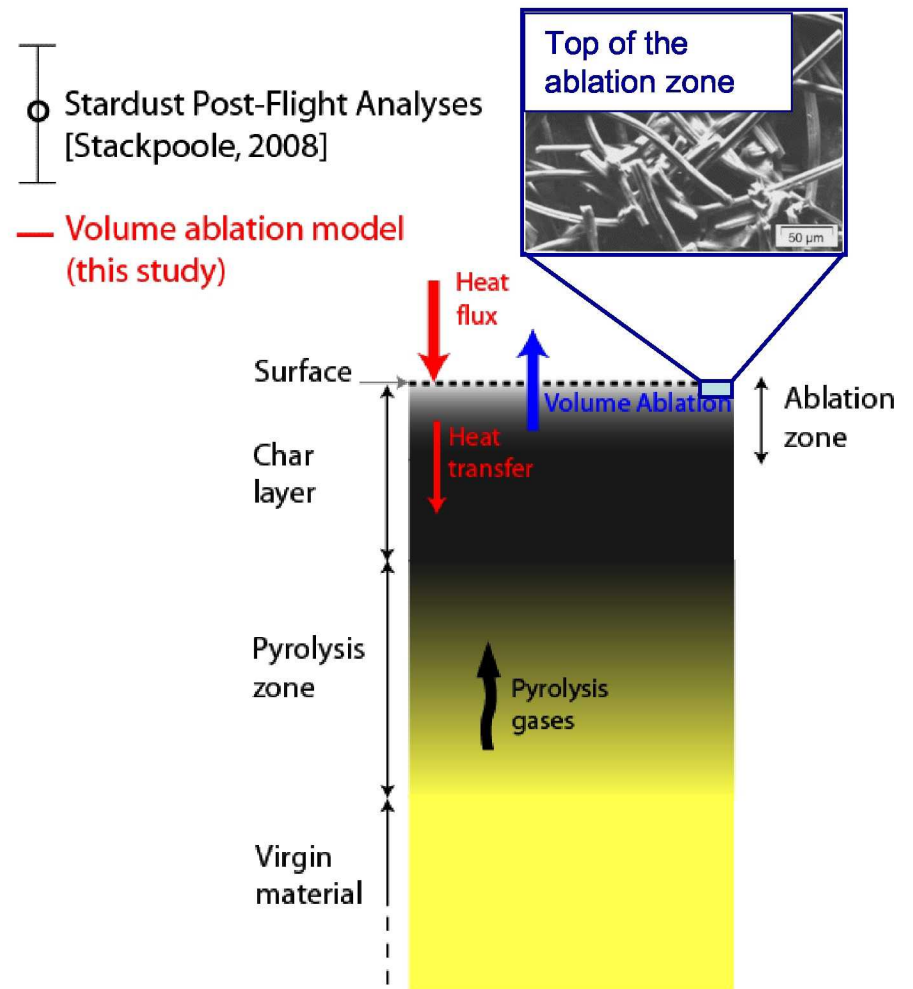 Top of the
ablation zone
50 µm
Stardust Post-Flight Analyses
[Stackpoole, 2008]
Volume ablation model
(this study)
Heat
flux
Surface
Volume Ablation
Ablation
zone
Char
layer
Heat
transfer
Pyrolysis
zone
Pyrolysis
gases
Virgin
material